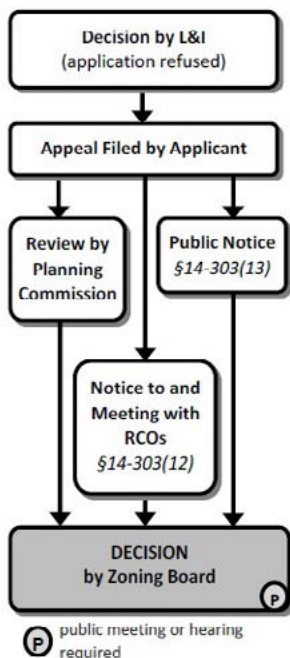 Decision by L&I
(application refused)
Appeal Filed by Applicant
Review by
Planning
Commission
Public Notice
§14-303(13)
Notice to and
Meeting with
RCOs
§14-303(12)
DECISION
by Zoning Board
P
P public meeting or hearing
required